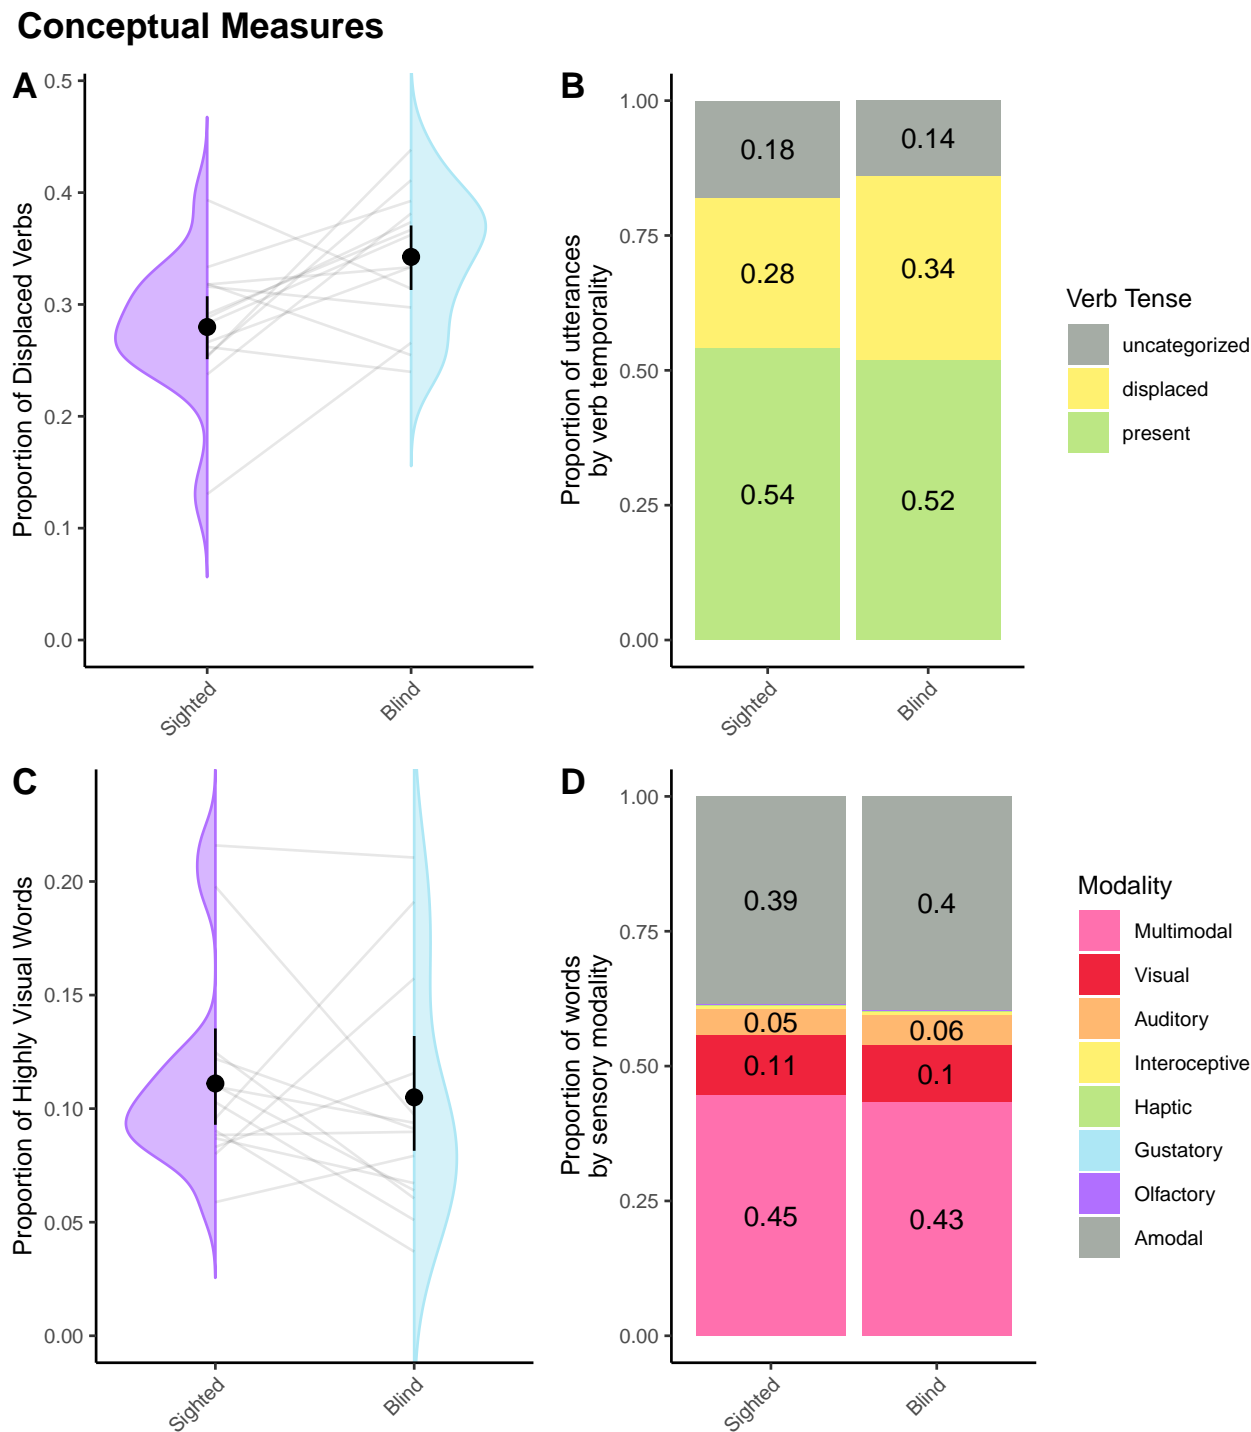 Conceptual Measures
A
Proportion of Displaced Verbs
0.5
0.4
0.3
0.2
0.1
0.0
Sighted
Blind
B
Proportion of utterances
by verb temporality
1.00
0.75
0.50
0.25
0.00
0.18
0.28
0.54
0.14
0.34
0.52
Sighted
Blind
Verb Tense
uncategorized
displaced
present
C
Proportion of Highly Visual Words
0.20
0.15
0.10
0.05
0.00
Sighted
Blind
D
Proportion of words
by sensory modality
1.00
0.75
0.50
0.25
0.00
0.39
0.05
0.11
0.45
0.4
0.06
0.1
0.43
Sighted
Blind
Modality
Multimodal
Visual
Auditory
Interoceptive
Haptic
Gustatory
Olfactory
Amodal